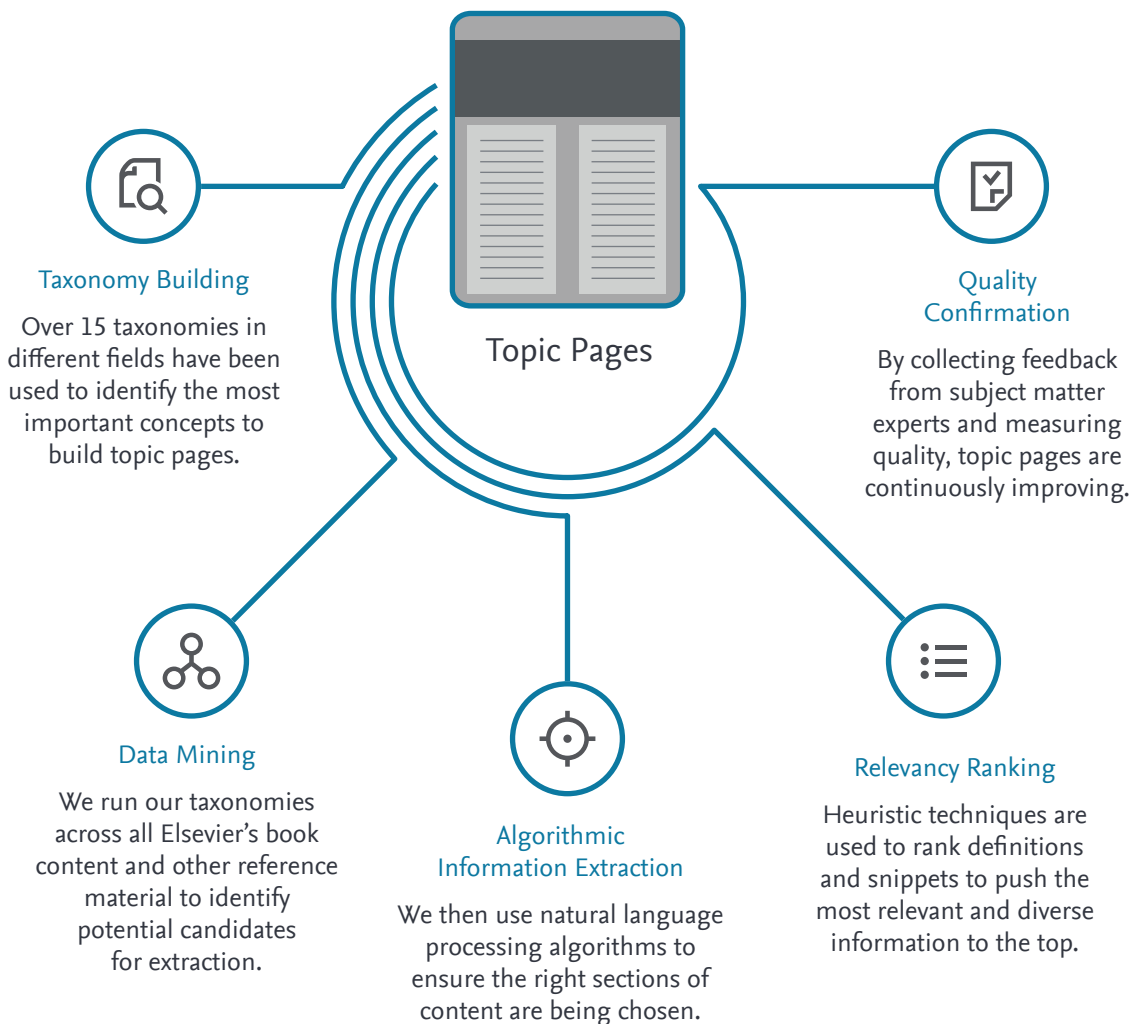 Topic Pages
Taxonomy Building
Over 15 taxonomies in
different fields have been
used to identify the most
important concepts to
build topic pages.
Data Mining
We run our taxonomies
across all Elsevier's book
content and other reference
material to identify
potential candidates
for extraction.
Algorithmic
Information Extraction
We then use natural language
processing algorithms to
ensure the right sections of
content are being chosen.
Relevancy Ranking
Heuristic techniques are
used to rank definitions
and snippets to push the
most relevant and diverse
information to the top.
Quality
Confirmation
By collecting feedback
from subject matter
experts and measuring
quality, topic pages are
continuously improving.